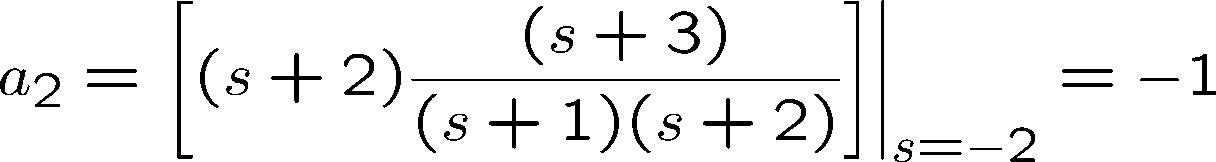 $a_2 = \left[ (s+2) \frac{(s+3)}{(s+1)(s+2)} \right] \Big|_{s=-2} = -1$